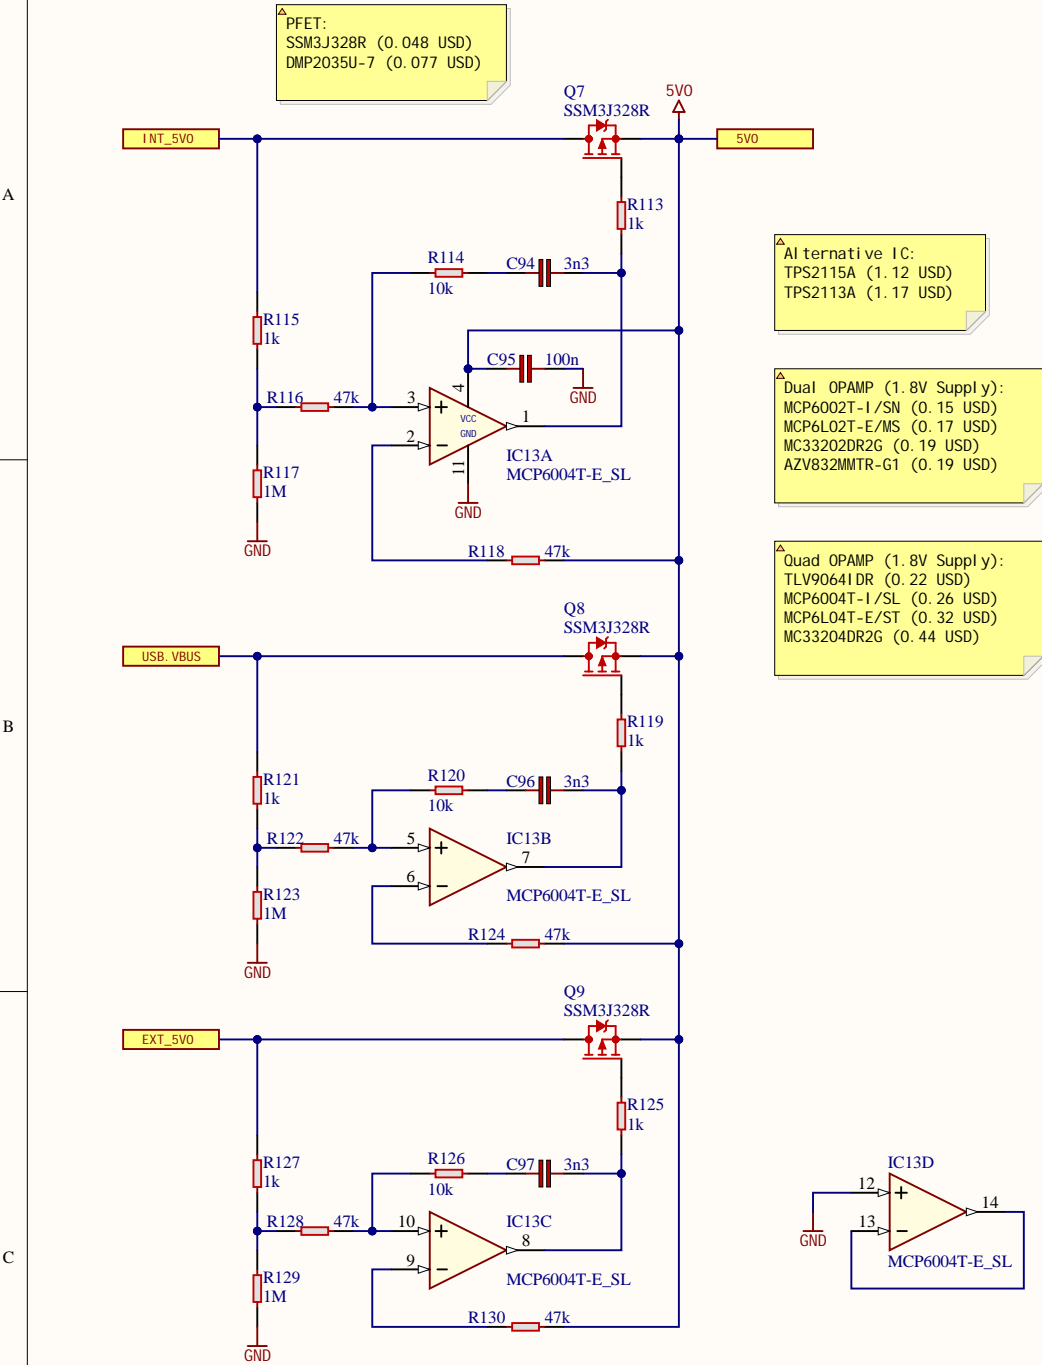 PFET:
SSM3J328R (0.048 USD)
DMP2035U-7 (0.077 USD)
Q7
SSM3J328R
5V0
INT_5V0
5V0
A
R113
1k
R114
10k
C94
3n3
Alternative IC:
TPS2115A (1.12 USD)
TPS2113A (1.17 USD)
R115
1k
C95
100n
GND
4
R116
47k
3
VCC
GND
1
2
11
IC13A
MCP6004T-E_SL
GND
R117
1M
GND
R118
47k
Dual OPAMP (1.8V Supply):
MCP6002T-I/SN (0.15 USD)
MCP6L02T-E/MS (0.17 USD)
MC33202DR2G (0.19 USD)
AZV832MMTR-G1 (0.19 USD)
Quad OPAMP (1.8V Supply):
TLV9064IDR (0.22 USD)
MCP6004T-I/SL (0.26 USD)
MCP6L04T-E/ST (0.32 USD)
MC33204DR2G (0.44 USD)
Q8
SSM3J328R
USB.VBUS
B
R119
1k
R120
10k
C96
3n3
R121
1k
R122
47k
5
6
7
IC13B
MCP6004T-E_SL
R123
1M
GND
R124
47k
Q9
SSM3J328R
EXT_5V0
R125
1k
R126
10k
C97
3n3
R127
1k
R128
47k
10
9
8
IC13C
MCP6004T-E_SL
C
R129
1M
GND
R130
47k
IC13D
12
13
14
GND
MCP6004T-E_SL